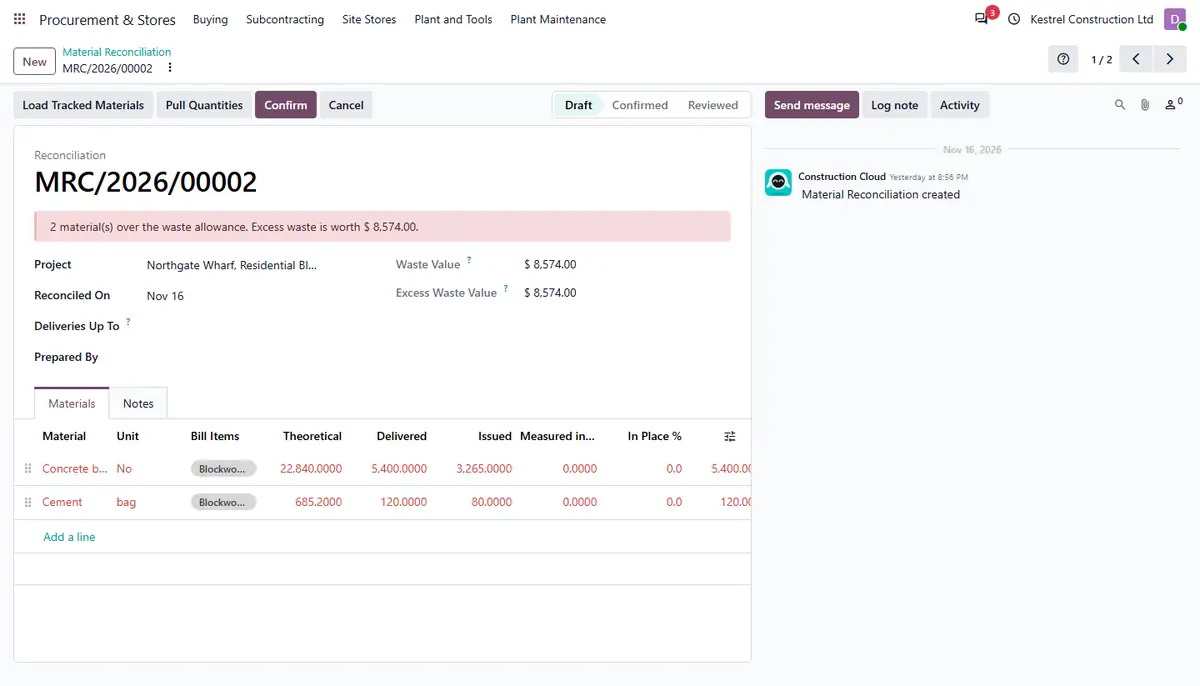 Procurement & Stores Buying Subcontracting Site Stores Plant and Tools Plant Maintenance 3 Kestrel Construction Ltd D
New Material Reconciliation
MRC/2026/00002 1 / 2
Load Tracked Materials Pull Quantities Confirm Cancel Draft Confirmed Reviewed Send message Log note Activity 0
Nov 16, 2026
Construction Cloud Yesterday at 8:56 PM
Material Reconciliation created
Reconciliation
MRC/2026/00002
2 material(s) over the waste allowance. Excess waste is worth $ 8,574.00.
Project Northgate Wharf, Residential Bl... Waste Value ? $ 8,574.00
Reconciled On Nov 16 Excess Waste Value ? $ 8,574.00
Deliveries Up To ?
Prepared By
Materials Notes
Material Unit Bill Items Theoretical Delivered Issued Measured in... In Place %
Concrete b... No Blockwo... 22,840.0000 5,400.0000 3,265.0000 0.0000 0.0 5,400.00
Cement bag Blockwo... 685.2000 120.0000 80.0000 0.0000 0.0 120.00
Add a line